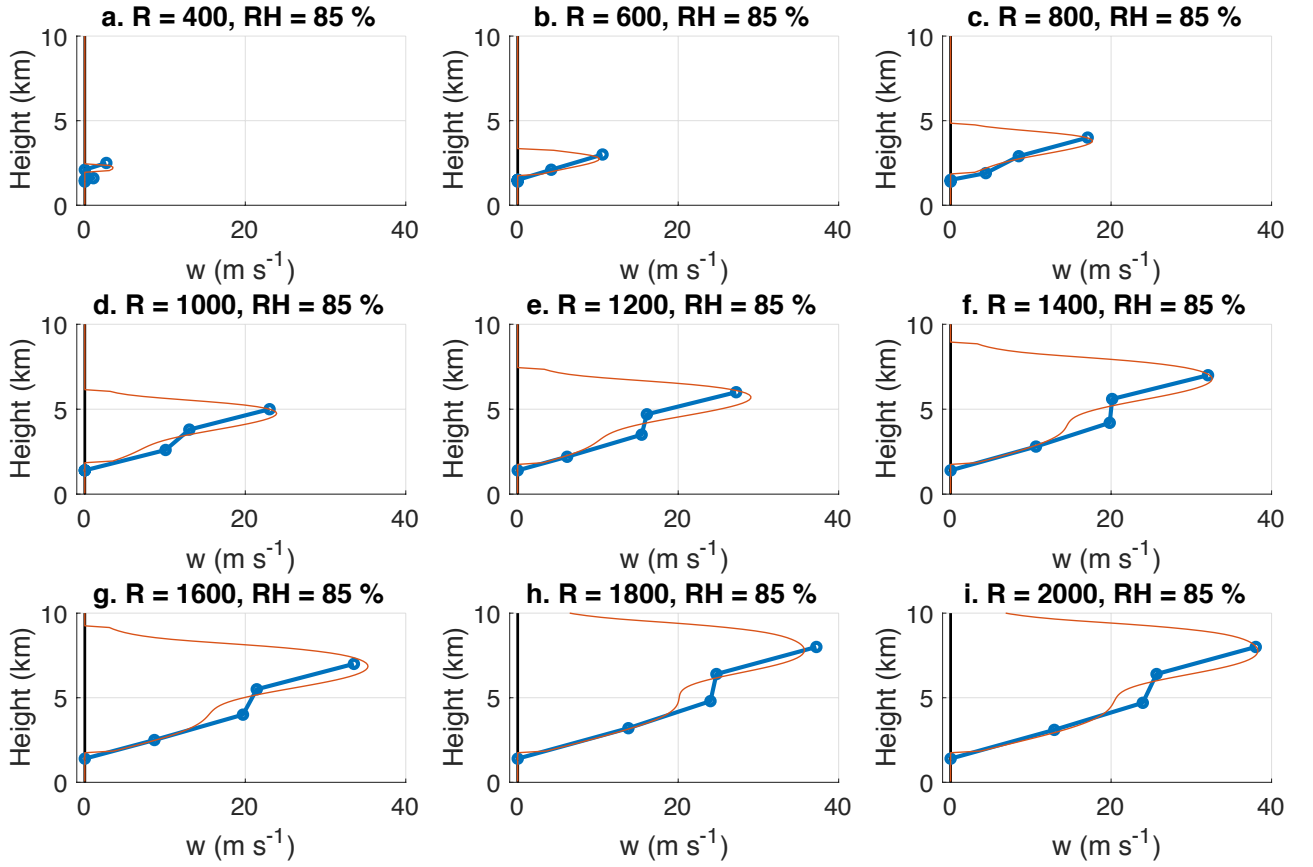 a. R = 400, RH = 85 %
10
5
0
Height (km)
0 20 40
w (m s⁻¹)
b. R = 600, RH = 85 %
10
5
0
Height (km)
0 20 40
w (m s⁻¹)
c. R = 800, RH = 85 %
10
5
0
Height (km)
0 20 40
w (m s⁻¹)
d. R = 1000, RH = 85 %
10
5
0
Height (km)
0 20 40
w (m s⁻¹)
e. R = 1200, RH = 85 %
10
5
0
Height (km)
0 20 40
w (m s⁻¹)
f. R = 1400, RH = 85 %
10
5
0
Height (km)
0 20 40
w (m s⁻¹)
g. R = 1600, RH = 85 %
10
5
0
Height (km)
0 20 40
w (m s⁻¹)
h. R = 1800, RH = 85 %
10
5
0
Height (km)
0 20 40
w (m s⁻¹)
i. R = 2000, RH = 85 %
10
5
0
Height (km)
0 20 40
w (m s⁻¹)